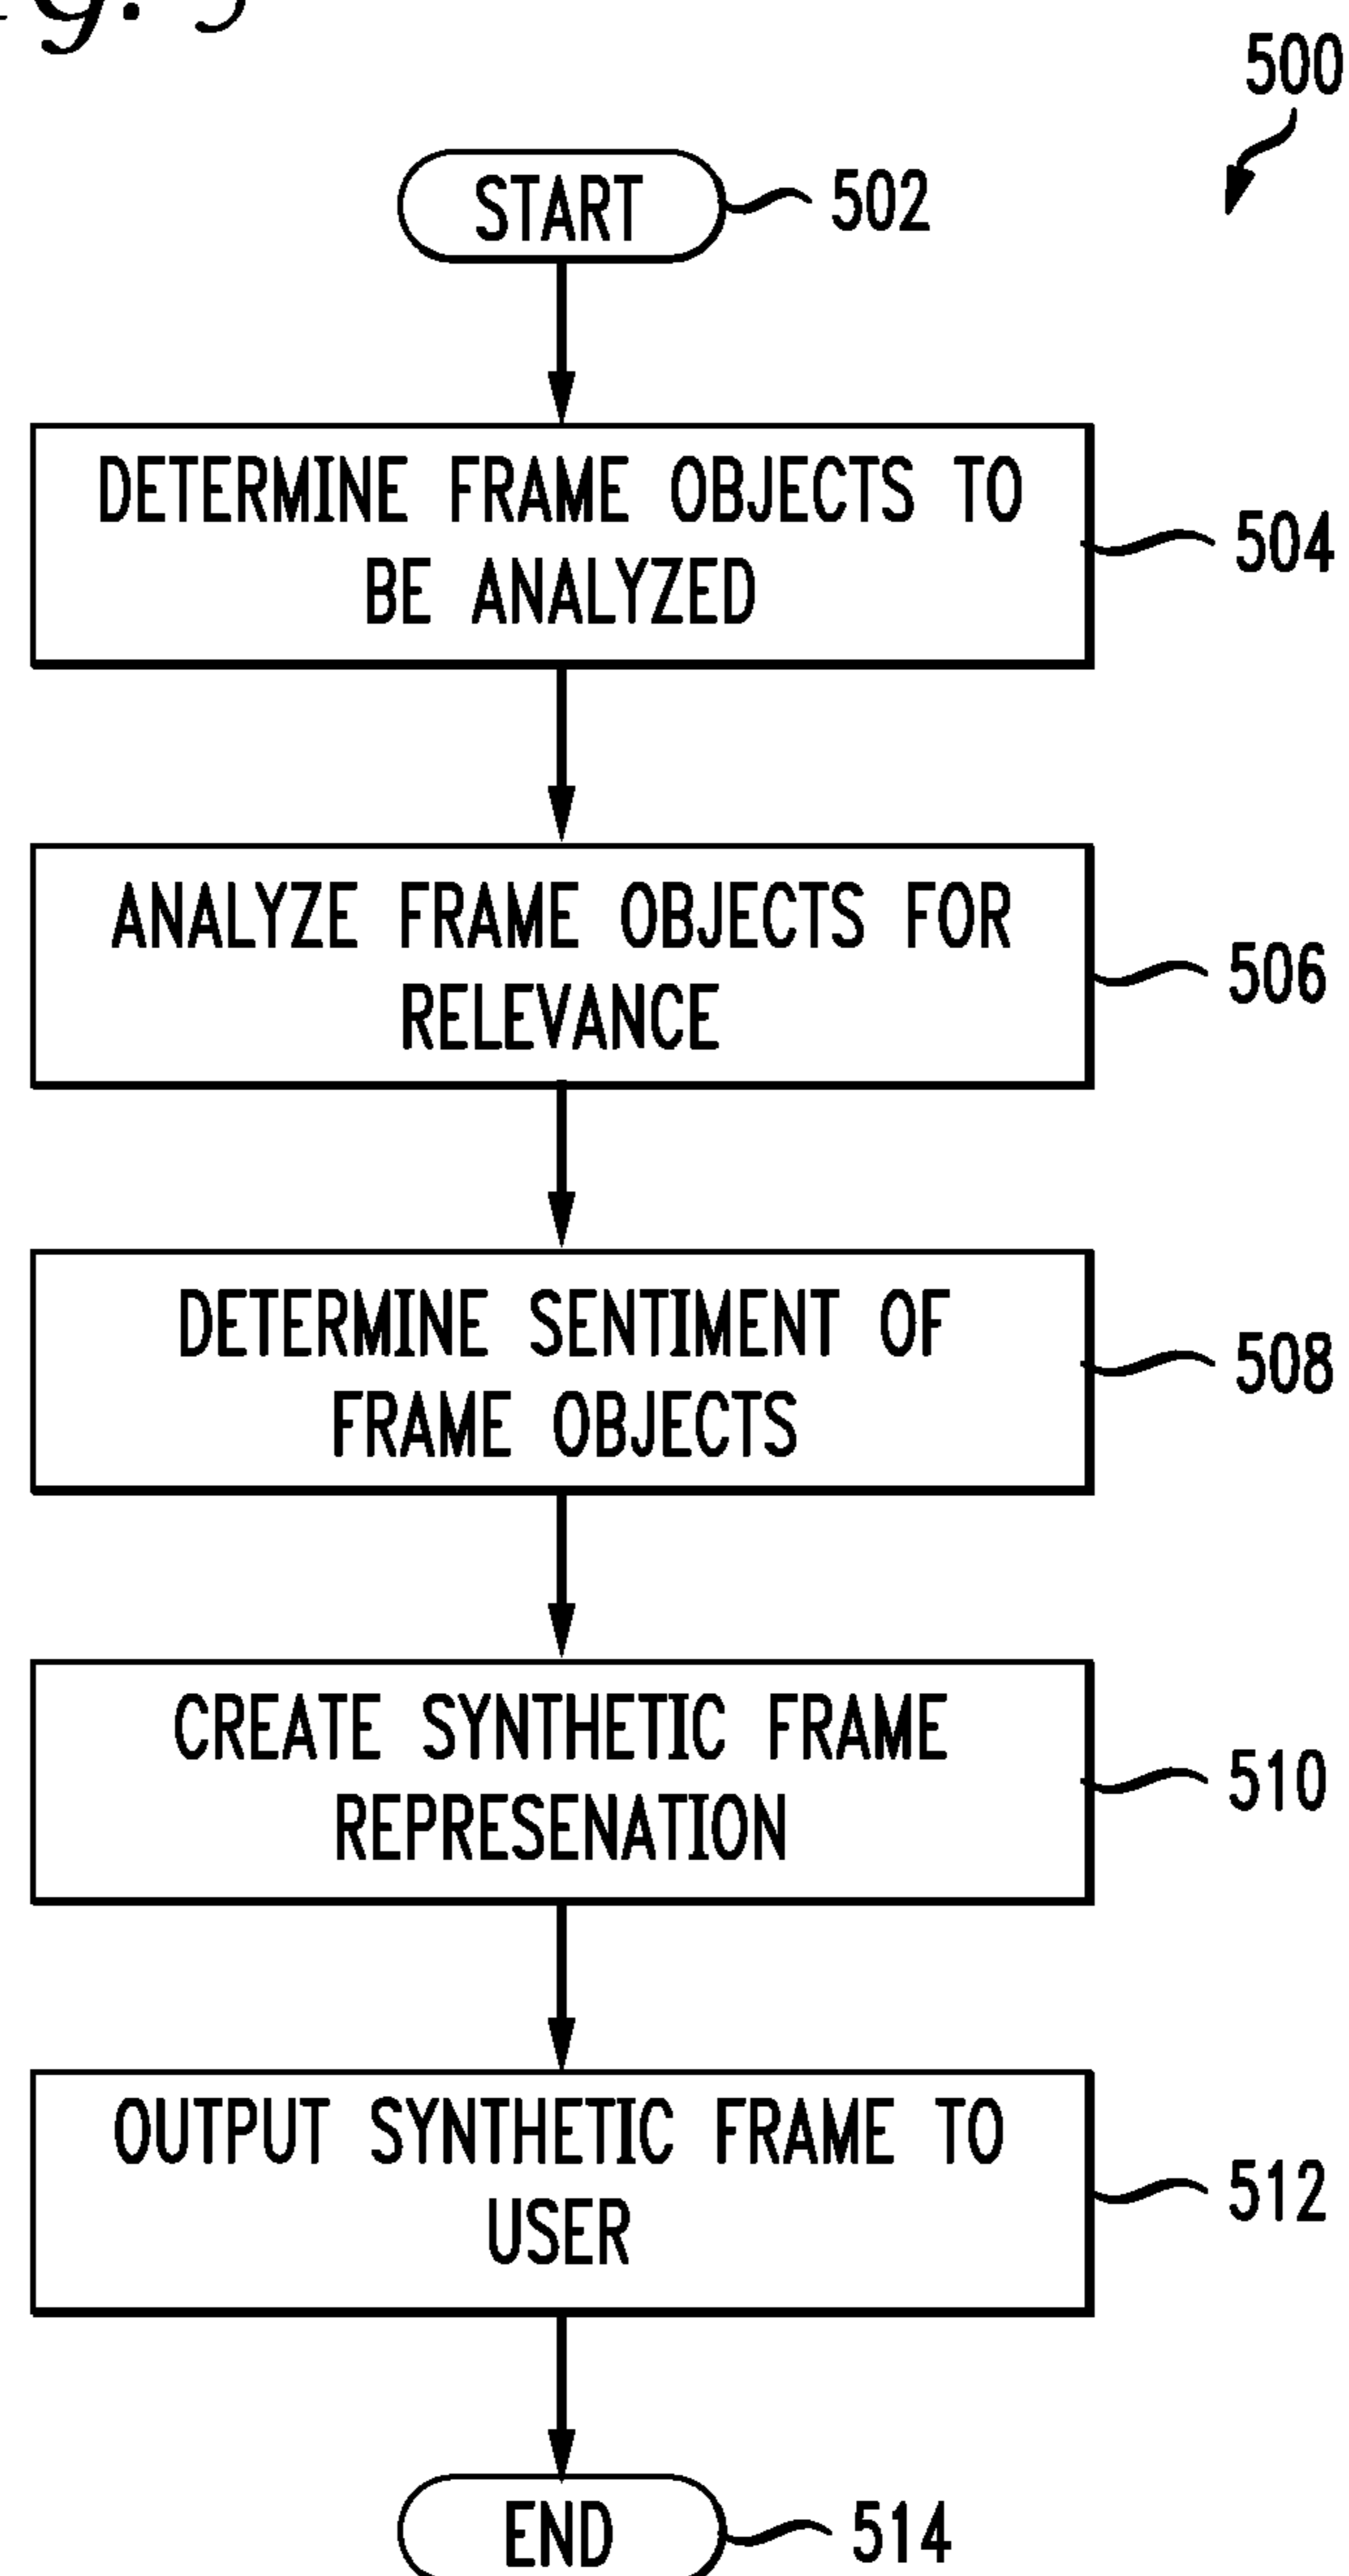 500
START
502
DETERMINE FRAME OBJECTS TO
BE ANALYZED
504
ANALYZE FRAME OBJECTS FOR
RELEVANCE
506
DETERMINE SENTIMENT OF
FRAME OBJECTS
508
CREATE SYNTHETIC FRAME
REPRESENATION
510
OUTPUT SYNTHETIC FRAME TO
USER
512
END
514